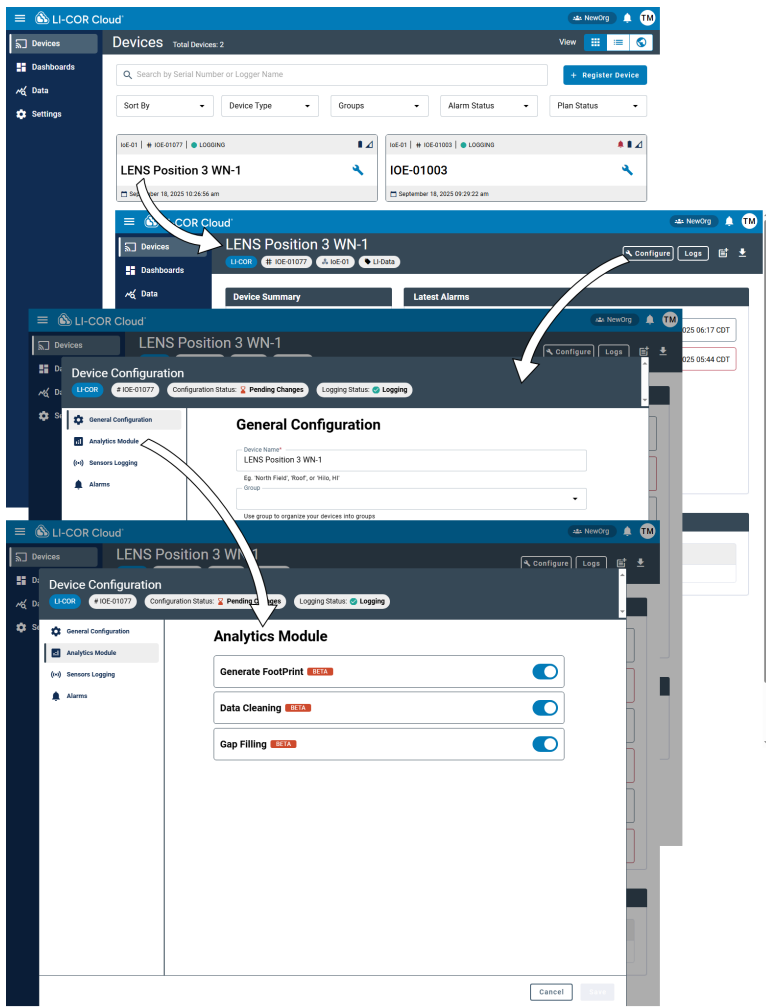 LI-COR Cloud
NewOrg
TM
Devices
Dashboards
Data
Settings
Devices Total Devices: 2
View
Search by Serial Number or Logger Name
+ Register Device
Sort By
Device Type
Groups
Alarm Status
Plan Status
IoE-01 | # IOE-01077 | LOGGING
LENS Position 3 WN-1
September 18, 2025 10:26:56 am
IoE-01 | # IOE-01003 | LOGGING
IOE-01003
September 18, 2025 09:29:22 am
LI-COR Cloud
NewOrg
TM
Devices
Dashboards
Data
LENS Position 3 WN-1
LI-COR # IOE-01077 IoE-01 LI-Data
Configure Logs
Device Summary
Latest Alarms
025 06:17 CDT
025 05:44 CDT
LI-COR Cloud
NewOrg
TM
Devices
LENS Position 3 WN-1
Configure Logs
Device Configuration
LI-COR # IOE-01077 Configuration Status: Pending Changes Logging Status: Logging
General Configuration
Analytics Module
Sensors Logging
Alarms
General Configuration
Device Name*
LENS Position 3 WN-1
Eg. 'North Field', 'Roof', or 'Hilo, HI'
Group
Use group to organize your devices into groups
LI-COR Cloud
NewOrg
TM
Devices
LENS Position 3 WN-1
Configure Logs
Device Configuration
LI-COR # IOE-01077 Configuration Status: Pending Changes Logging Status: Logging
General Configuration
Analytics Module
Sensors Logging
Alarms
Analytics Module
Generate FootPrint BETA
Data Cleaning BETA
Gap Filling BETA
Cancel Save